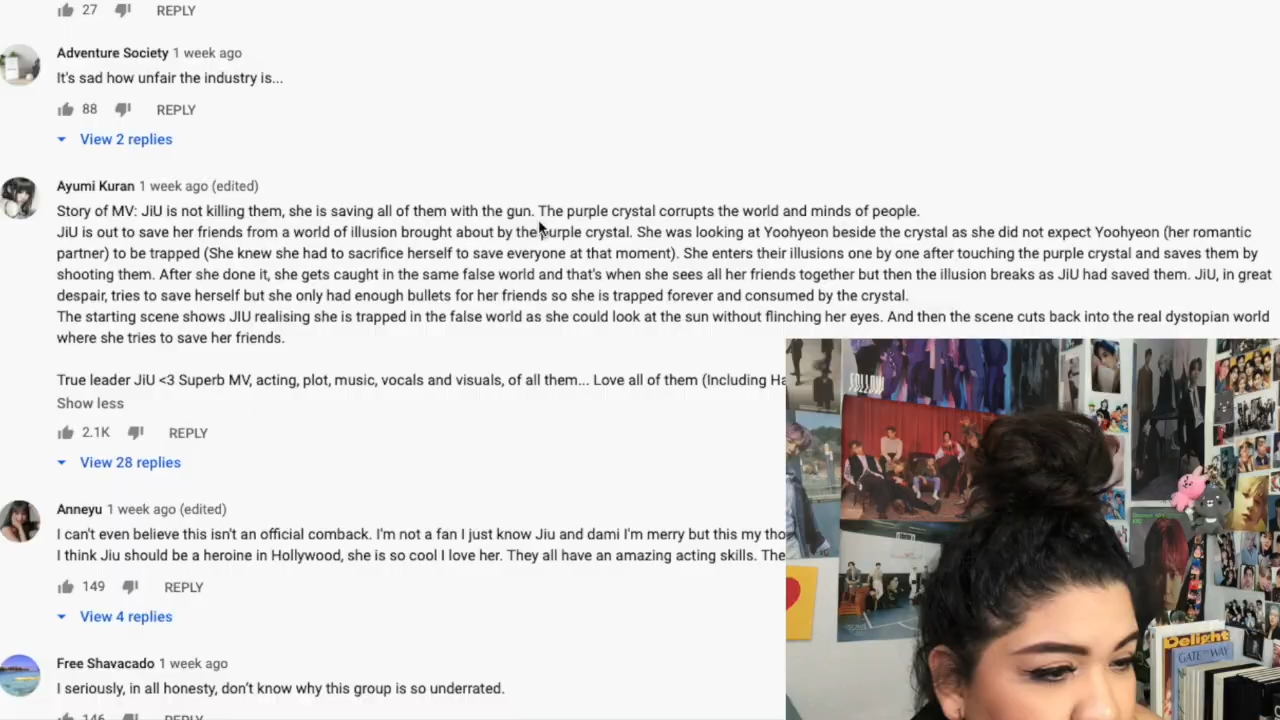 27 REPLY
Adventure Society 1 week ago
It's sad how unfair the industry is...
88 REPLY
View 2 replies
Ayumi Kuran 1 week ago (edited)
Story of MV: JiU is not killing them, she is saving all of them with the gun. The purple crystal corrupts the world and minds of people.
JiU is out to save her friends from a world of illusion brought about by the purple crystal. She was looking at Yoohyeon beside the crystal as she did not expect Yoohyeon (her romantic
partner) to be trapped (She knew she had to sacrifice herself to save everyone at that moment). She enters their illusions one by one after touching the purple crystal and saves them by
shooting them. After she done it, she gets caught in the same false world and that's when she sees all her friends together but then the illusion breaks as JiU had saved them. JiU, in great
despair, tries to save herself but she only had enough bullets for her friends so she is trapped forever and consumed by the crystal.
The starting scene shows JIU realising she is trapped in the false world as she could look at the sun without flinching her eyes. And then the scene cuts back into the real dystopian world
where she tries to save her friends.
True leader JiU <3 Superb MV, acting, plot, music, vocals and visuals, of all them... Love all of them (Including Ha
Show less
2.1K REPLY
View 28 replies
Anneyu 1 week ago (edited)
I can't even believe this isn't an official comback. I'm not a fan I just know Jiu and dami I'm merry but this my tho
I think Jiu should be a heroine in Hollywood, she is so cool I love her. They all have an amazing acting skills. The
149 REPLY
View 4 replies
Free Shavacado 1 week ago
I seriously, in all honesty, don't know why this group is so underrated.
146 REPLY
FOLLOW
Delight
GATEWAY